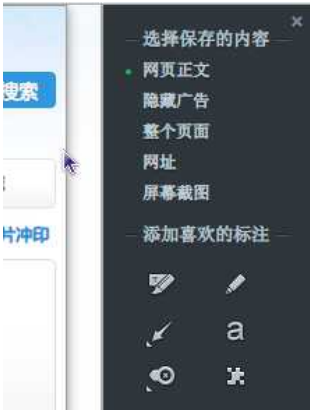 选择保存的内容
网页正文
搜索
隐藏广告
整个页面
网址
屏幕截图
片冲印
添加喜欢的标注
a